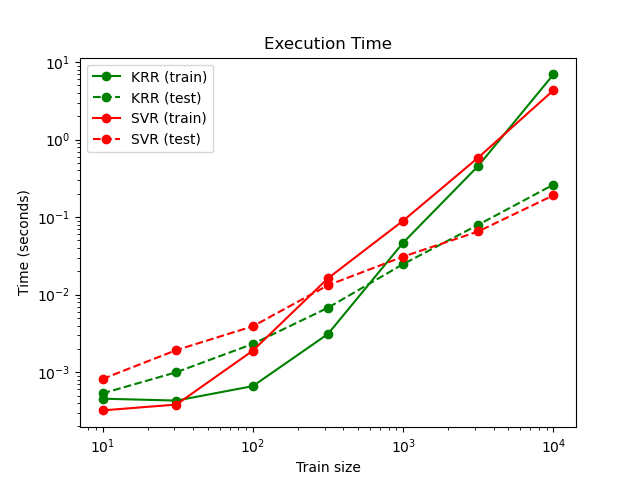 Execution Time
KRR (train)
KRR (test)
SVR (train)
SVR (test)
Time (seconds)
10¹
10⁰
10⁻¹
10⁻²
10⁻³
10¹ 10² 10³ 10⁴
Train size